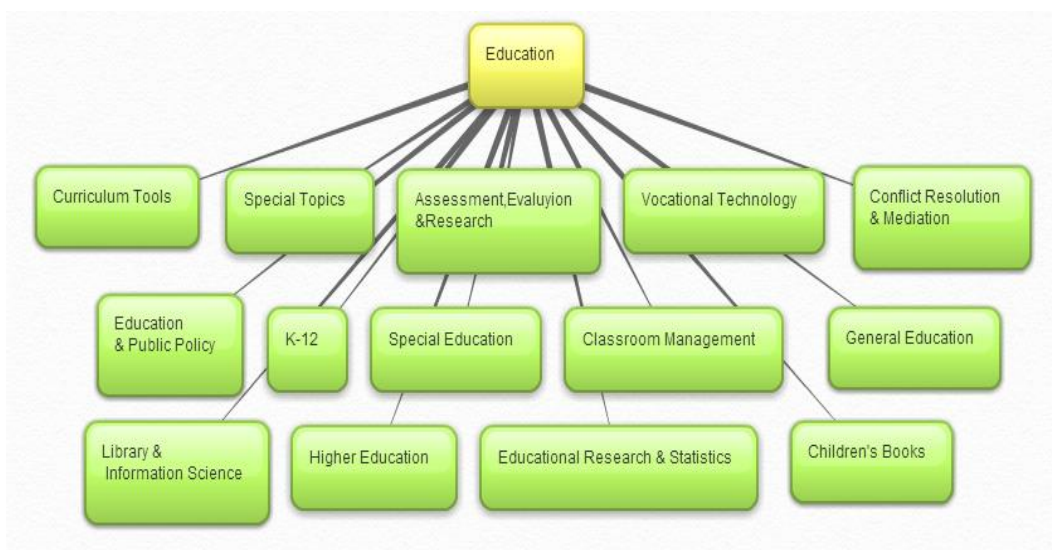 Education
Curriculum Tools
Special Topics
Assessment,Evaluyion
&Research
Vocational Technology
Conflict Resolution
& Mediation
Education
& Public Policy
K-12
Special Education
Classroom Management
General Education
Library &
Information Science
Higher Education
Educational Research & Statistics
Children's Books